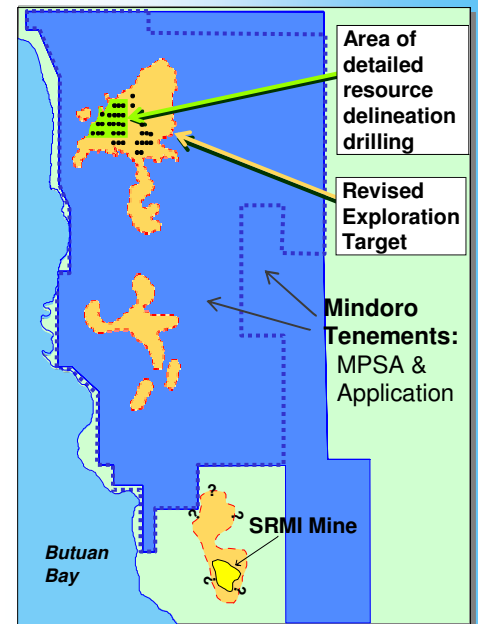 Area of
detailed
resource
delineation
drilling
Revised
Exploration
Target
Mindoro
Tenements:
MPSA &
Application
?
?
?
SRMI Mine
?
?
Butuan
Bay